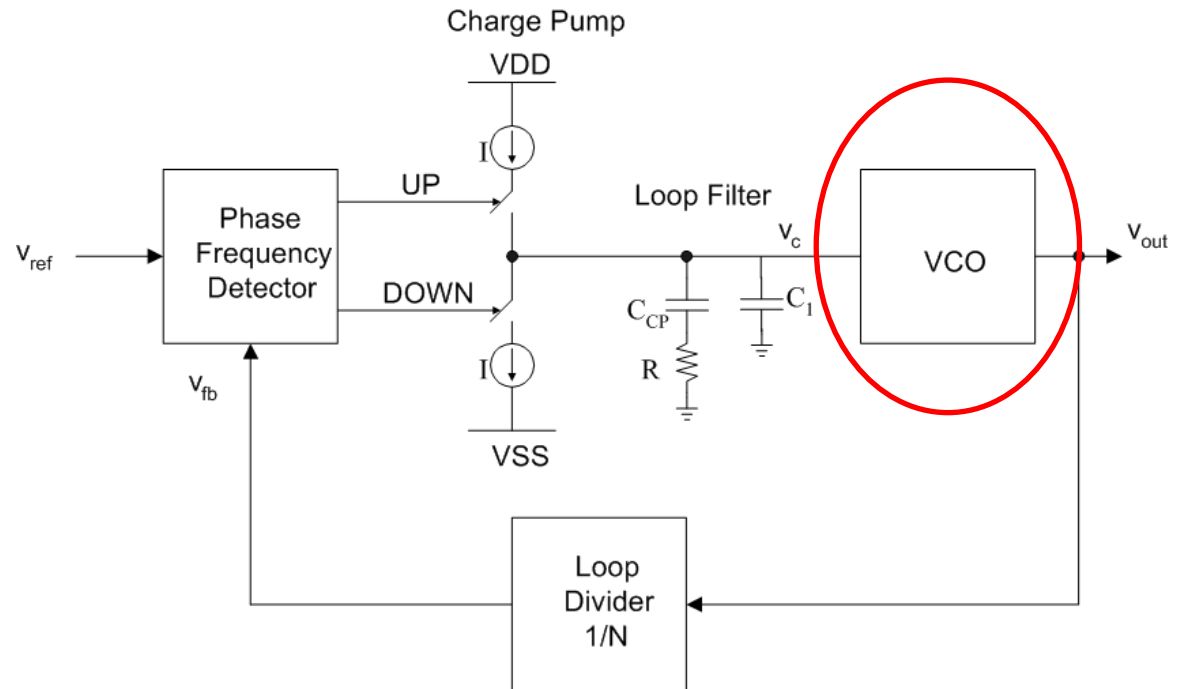 Charge Pump
VDD
I
UP
Phase
Frequency
Detector
Loop Filter
v_c
v_out
v_ref
VCO
DOWN
C_CP
C_1
I
R
v_fb
VSS
Loop
Divider
1/N